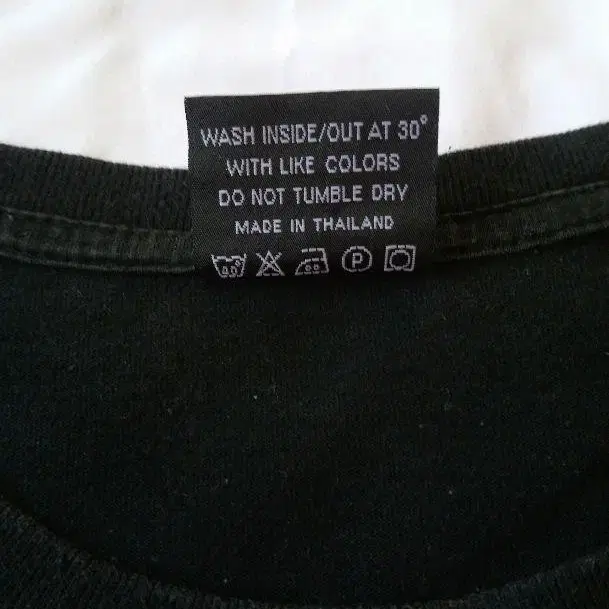 WASH INSIDE/OUT AT 30°
WITH LIKE COLORS
DO NOT TUMBLE DRY
MADE IN THAILAND
P